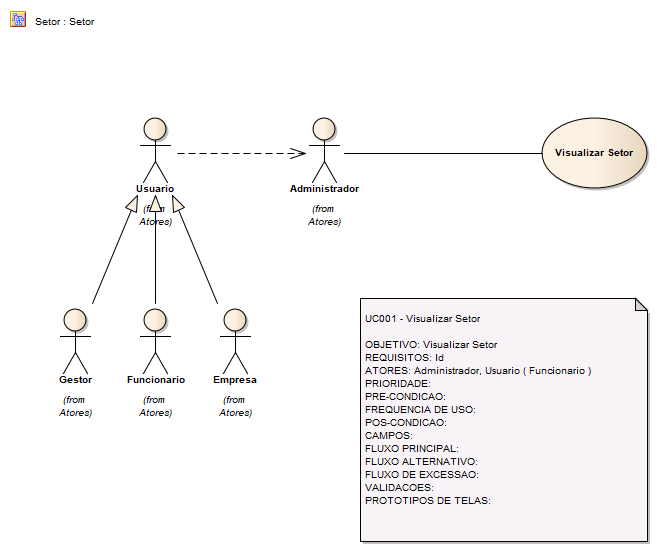 Setor : Setor
Usuario
(from
Atores)
Administrador
(from
Atores)
Visualizar Setor
Gestor
(from
Atores)
Funcionario
(from
Atores)
Empresa
(from
Atores)
UC001 - Visualizar Setor
OBJETIVO: Visualizar Setor
REQUISITOS: Id
ATORES: Administrador, Usuario ( Funcionario )
PRIORIDADE:
PRE-CONDICAO:
FREQUENCIA DE USO:
POS-CONDICAO:
CAMPOS:
FLUXO PRINCIPAL:
FLUXO ALTERNATIVO:
FLUXO DE EXCESSAO:
VALIDACOES:
PROTOTIPOS DE TELAS: